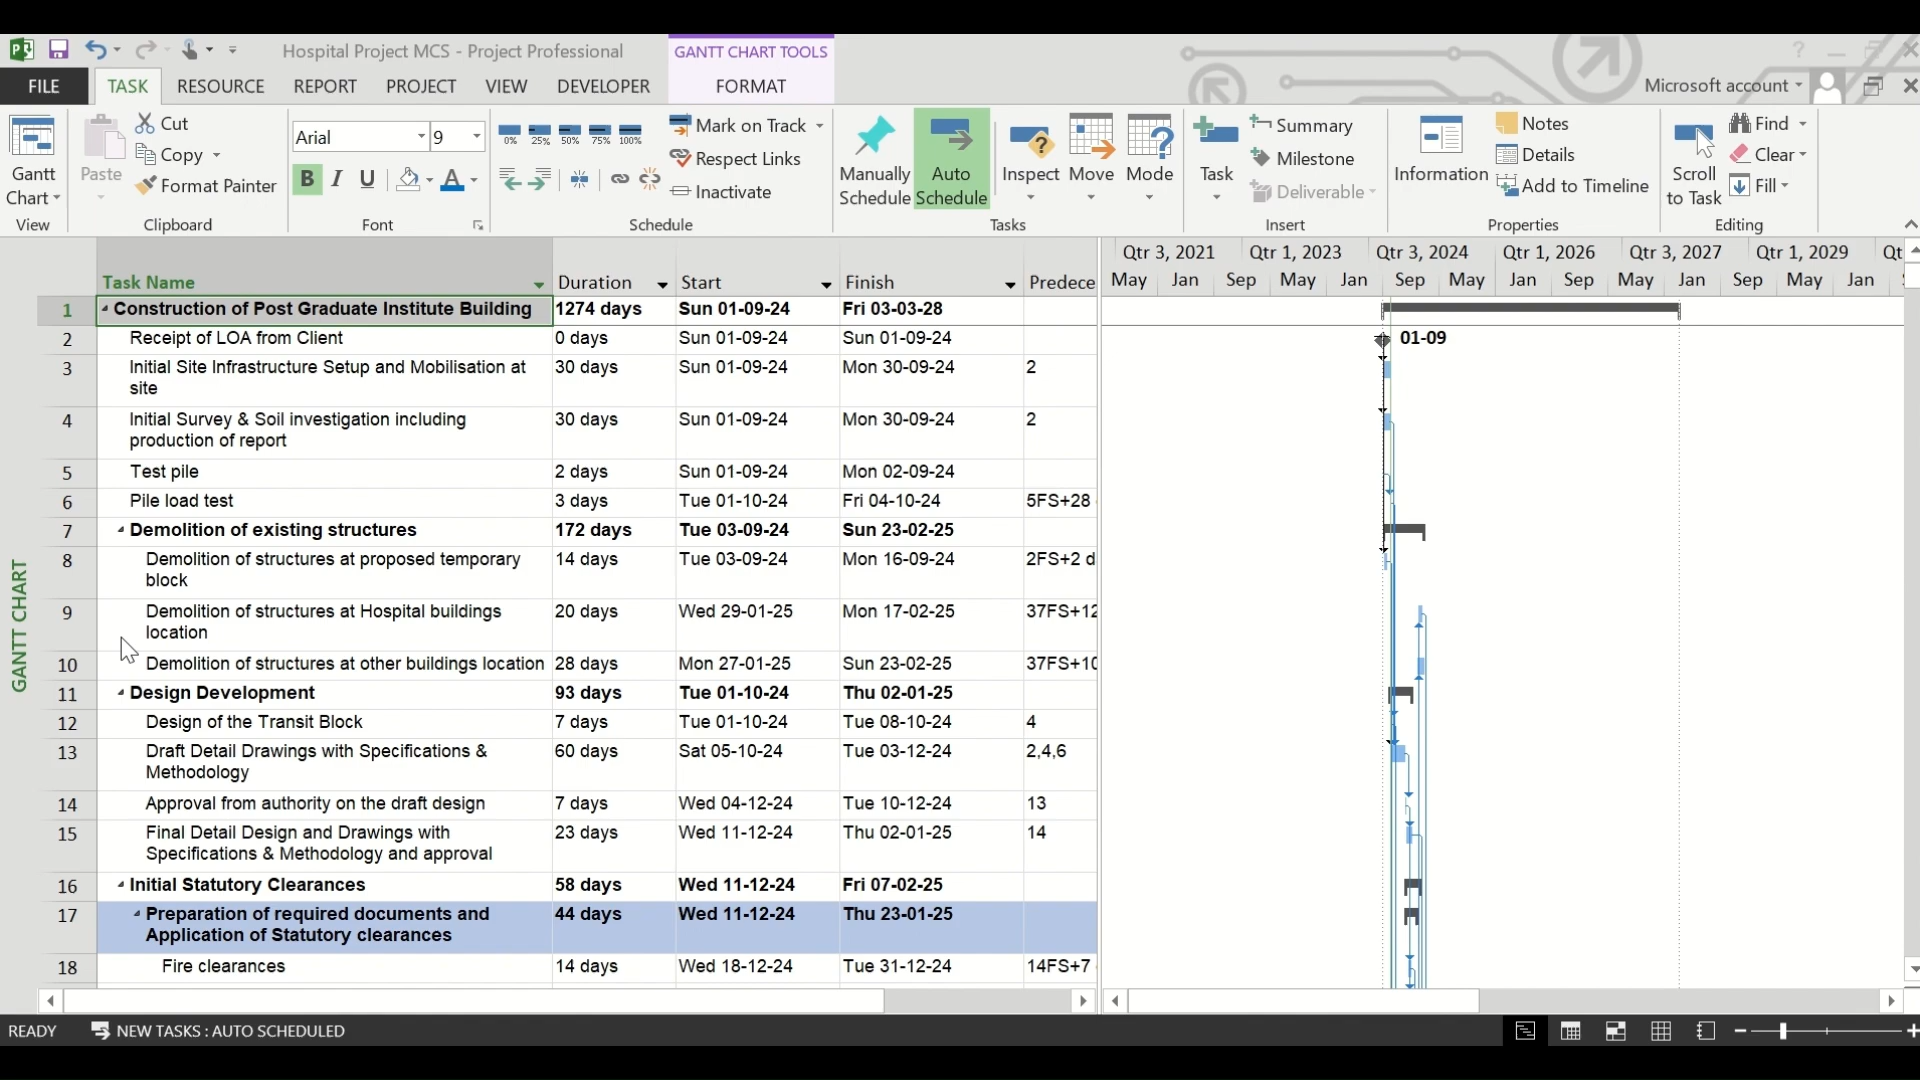 Hospital Project MCS - Project Professional
GANTT CHART TOOLS
FILE TASK RESOURCE REPORT PROJECT VIEW DEVELOPER FORMAT
Microsoft account
Gantt
Chart
Paste
Cut
Copy
Format Painter
Arial 9
B I U A
0% 25% 50% 75% 100%
Mark on Track
Respect Links
Inactivate
Manually
Schedule
Auto
Schedule
Inspect
Move
Mode
Task
Summary
Milestone
Deliverable
Information
Notes
Details
Add to Timeline
Scroll
to Task
Find
Clear
Fill
View Clipboard Font Schedule Tasks Insert Properties Editing
Task Name Duration Start Finish Predece
Qtr 3, 2021 Qtr 1, 2023 Qtr 3, 2024 Qtr 1, 2026 Qtr 3, 2027 Qtr 1, 2029 Qt
May Jan Sep May Jan Sep May Jan Sep May Jan Sep May Jan
1 Construction of Post Graduate Institute Building 1274 days Sun 01-09-24 Fri 03-03-28
2 Receipt of LOA from Client 0 days Sun 01-09-24 Sun 01-09-24
01-09
3 Initial Site Infrastructure Setup and Mobilisation at 30 days Sun 01-09-24 Mon 30-09-24 2
site
4 Initial Survey & Soil investigation including 30 days Sun 01-09-24 Mon 30-09-24 2
production of report
5 Test pile 2 days Sun 01-09-24 Mon 02-09-24
6 Pile load test 3 days Tue 01-10-24 Fri 04-10-24 5FS+28
7 Demolition of existing structures 172 days Tue 03-09-24 Sun 23-02-25
8 Demolition of structures at proposed temporary 14 days Tue 03-09-24 Mon 16-09-24 2FS+2 d
block
9 Demolition of structures at Hospital buildings 20 days Wed 29-01-25 Mon 17-02-25 37FS+12
location
10 Demolition of structures at other buildings location 28 days Mon 27-01-25 Sun 23-02-25 37FS+10
11 Design Development 93 days Tue 01-10-24 Thu 02-01-25
12 Design of the Transit Block 7 days Tue 01-10-24 Tue 08-10-24 4
13 Draft Detail Drawings with Specifications & 60 days Sat 05-10-24 Tue 03-12-24 2,4,6
Methodology
14 Approval from authority on the draft design 7 days Wed 04-12-24 Tue 10-12-24 13
15 Final Detail Design and Drawings with 23 days Wed 11-12-24 Thu 02-01-25 14
Specifications & Methodology and approval
16 Initial Statutory Clearances 58 days Wed 11-12-24 Fri 07-02-25
17 Preparation of required documents and 44 days Wed 11-12-24 Thu 23-01-25
Application of Statutory clearances
18 Fire clearances 14 days Wed 18-12-24 Tue 31-12-24 14FS+7
GANTT CHART
READY NEW TASKS : AUTO SCHEDULED